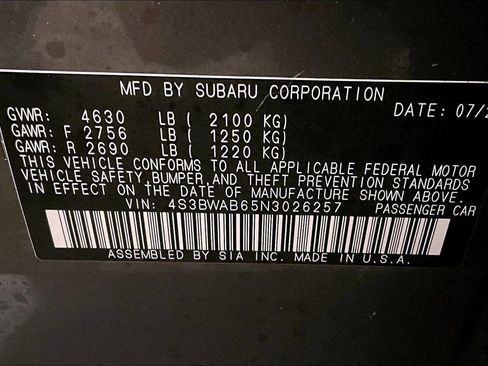 MFD BY SUBARU CORPORATION
DATE: 07/2
GVWR: 4630 LB ( 2100 KG)
GAWR: F 2756 LB ( 1250 KG)
GAWR: R 2690 LB ( 1220 KG)
THIS VEHICLE CONFORMS TO ALL APPLICABLE FEDERAL MOTOR
VEHICLE SAFETY, BUMPER, AND THEFT PREVENTION STANDARDS
IN EFFECT ON THE DATE OF MANUFACTURE SHOWN ABOVE.
VIN: 4S3BWAB65N3026257 PASSENGER CAR
ASSEMBLED BY SIA INC. MADE IN U.S.A.